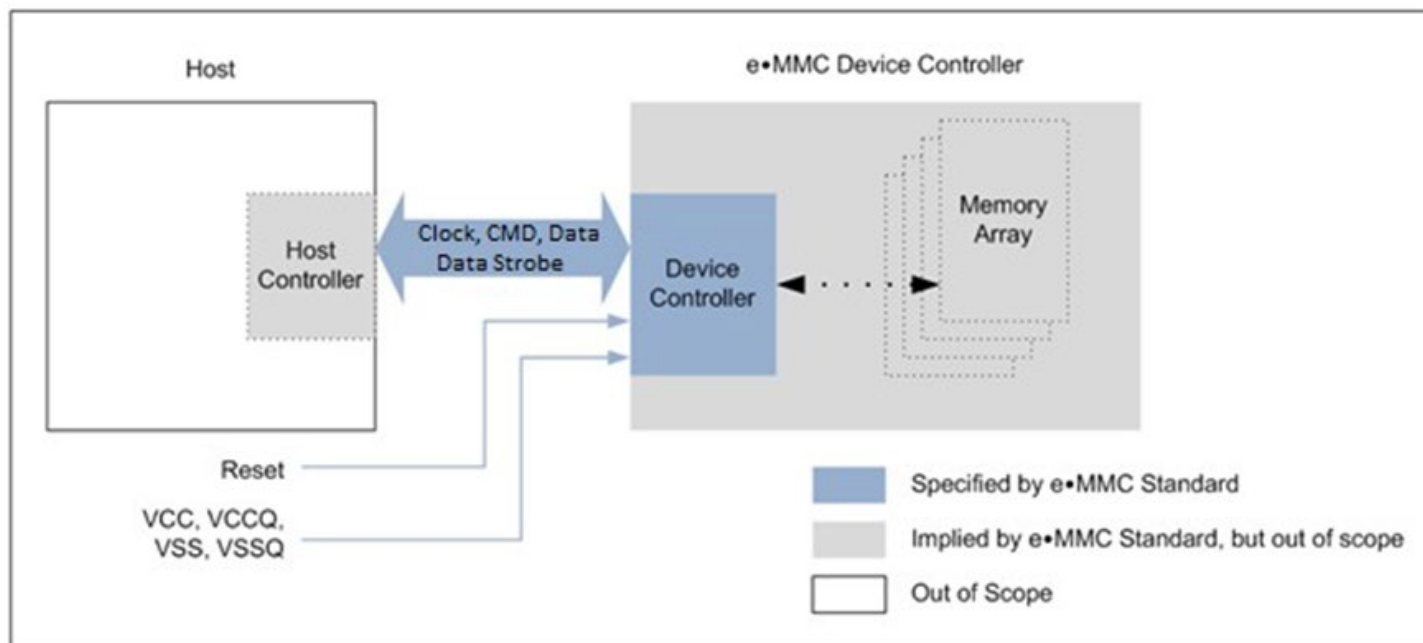 Host
e•MMC Device Controller
Host
Controller
Clock, CMD, Data
Data Strobe
Device
Controller
Memory
Array
Reset
VCC, VCCQ,
VSS, VSSQ
Specified by e•MMC Standard
Implied by e•MMC Standard, but out of scope
Out of Scope